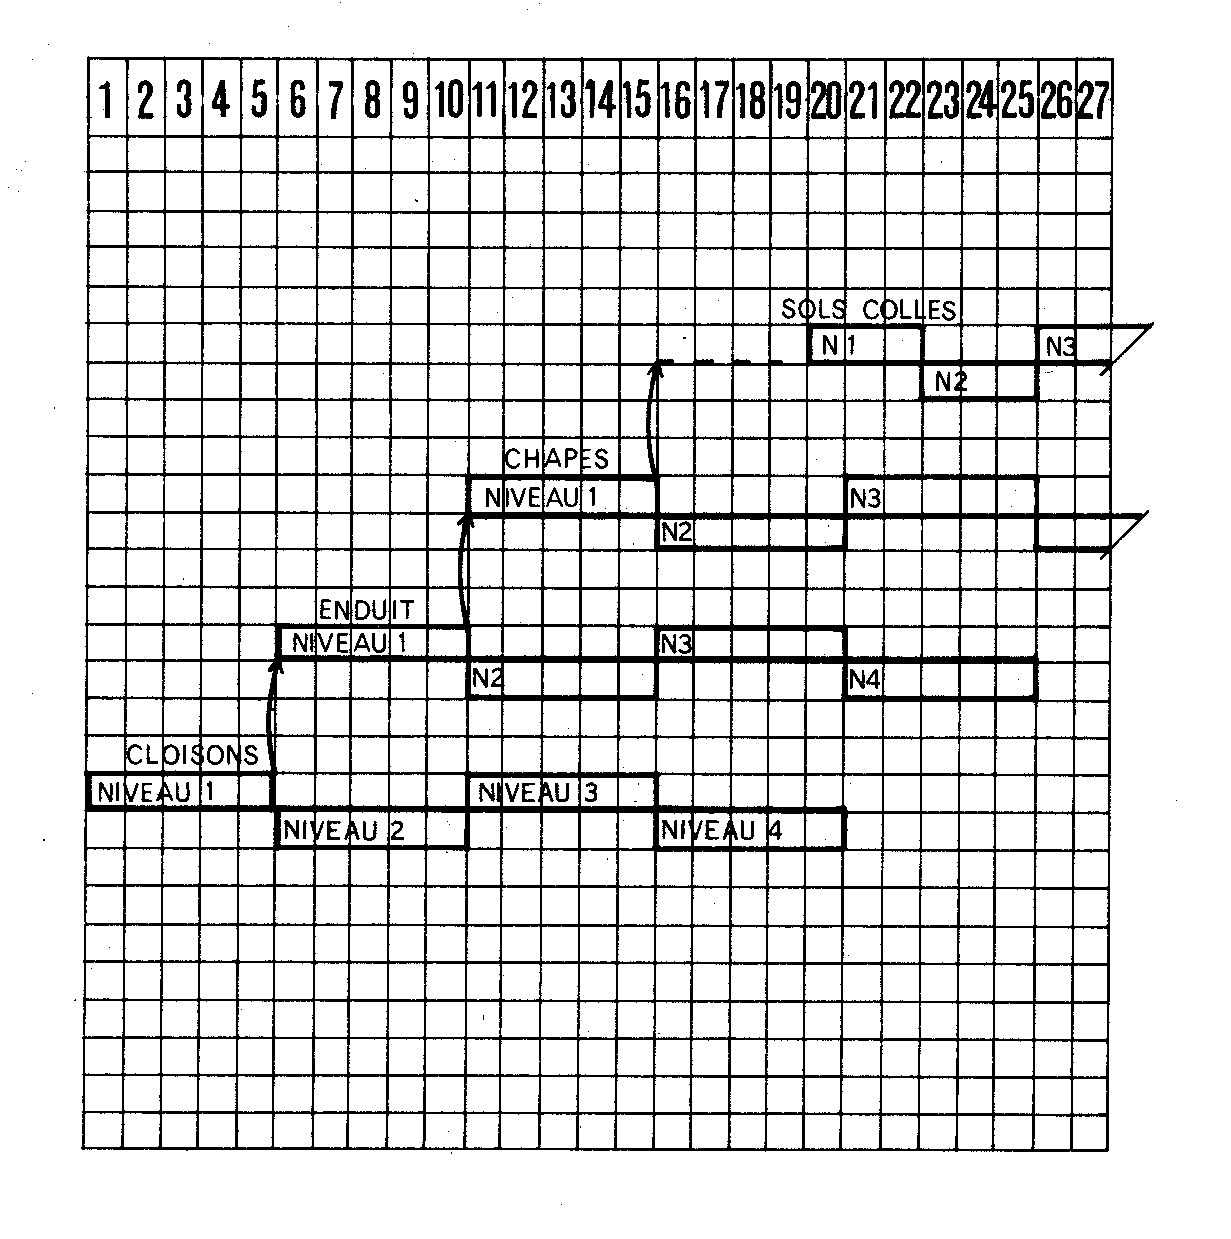 1 2 3 4 5 6 7 8 9 10 11 12 13 14 15 16 17 18 19 20 21 22 23 24 25 26 27
SOLS COLLES
N1 N3
N2
CHAPES
NIVEAU 1 N3
N2
ENDUIT
NIVEAU 1 N3
N2 N4
CLOISONS
NIVEAU 1 NIVEAU 3
NIVEAU 2 NIVEAU 4